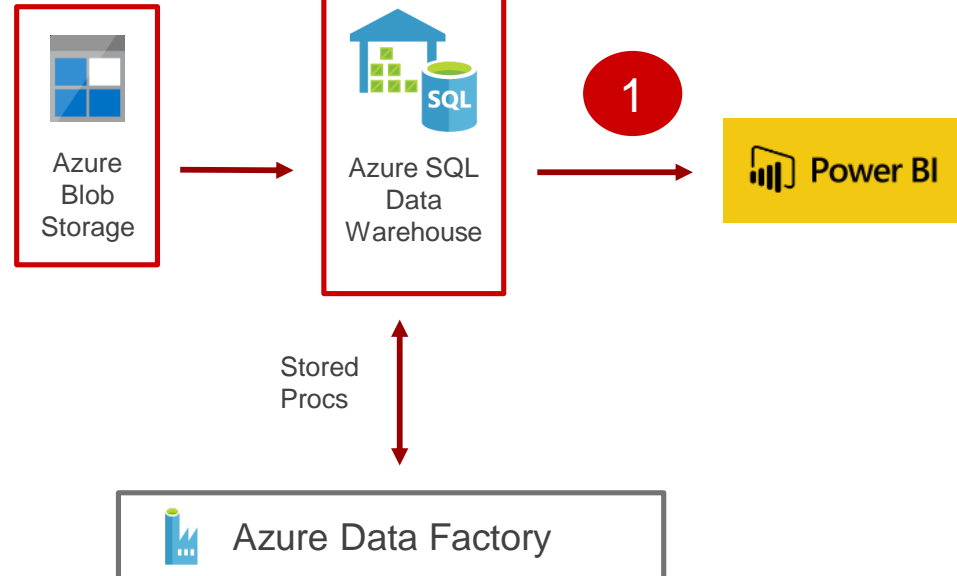 Azure
Blob
Storage
SQL
Azure SQL
Data
Warehouse
1
Power BI
Stored
Procs
Azure Data Factory